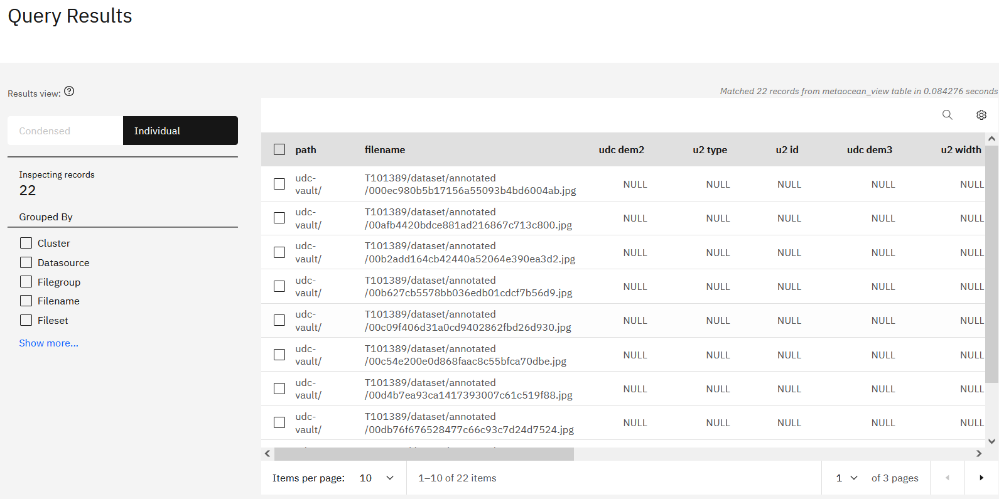 Query Results
Results view:
Matched 22 records from metaocean_view table in 0.084276 seconds
Condensed
Individual
Inspecting records
22
Grouped By
Cluster
Datasource
Filegroup
Filename
Fileset
Show more...
path filename udc dem2 u2 type u2 id udc dem3 u2 width
udc- T101389/dataset/annotated
vault/ /000ec980b5b17156a55093b4bd6004ab.jpg NULL NULL NULL NULL NULL
udc- T101389/dataset/annotated
vault/ /00afb4420bdce881ad216867c713c800.jpg NULL NULL NULL NULL NULL
udc- T101389/dataset/annotated
vault/ /00b2add164cb42440a52064e390ea3d2.jpg NULL NULL NULL NULL NULL
udc- T101389/dataset/annotated
vault/ /00b627cb5578bb036edb01cdcf7b56d9.jpg NULL NULL NULL NULL NULL
udc- T101389/dataset/annotated
vault/ /00c09f406d31a0cd9402862fbd26d930.jpg NULL NULL NULL NULL NULL
udc- T101389/dataset/annotated
vault/ /00c54e200e0d868faac8c55bfca70dbe.jpg NULL NULL NULL NULL NULL
udc- T101389/dataset/annotated
vault/ /00d4b7ea93ca1417393007c61c519f88.jpg NULL NULL NULL NULL NULL
udc- T101389/dataset/annotated
vault/ /00db76f676528477c66c93c7d24d7524.jpg NULL NULL NULL NULL NULL
Items per page: 10 1–10 of 22 items 1 of 3 pages